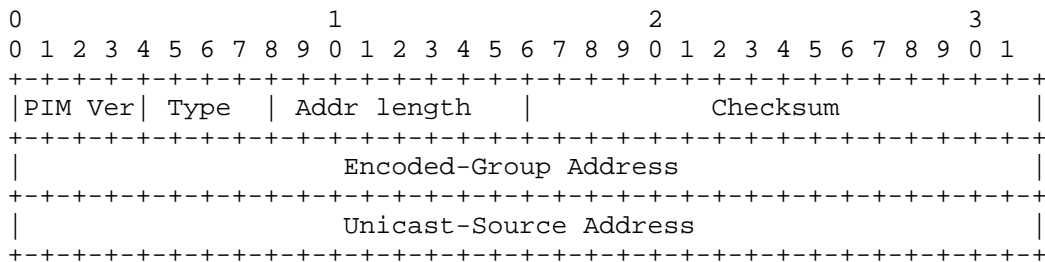 0                   1                   2                   3
0 1 2 3 4 5 6 7 8 9 0 1 2 3 4 5 6 7 8 9 0 1 2 3 4 5 6 7 8 9 0 1
+-+-+-+-+-+-+-+-+-+-+-+-+-+-+-+-+-+-+-+-+-+-+-+-+-+-+-+-+-+-+-+-+
|PIM Ver| Type  | Addr length   |           Checksum            |
+-+-+-+-+-+-+-+-+-+-+-+-+-+-+-+-+-+-+-+-+-+-+-+-+-+-+-+-+-+-+-+-+
|                    Encoded-Group Address                      |
+-+-+-+-+-+-+-+-+-+-+-+-+-+-+-+-+-+-+-+-+-+-+-+-+-+-+-+-+-+-+-+-+
|                    Unicast-Source Address                     |
+-+-+-+-+-+-+-+-+-+-+-+-+-+-+-+-+-+-+-+-+-+-+-+-+-+-+-+-+-+-+-+-+